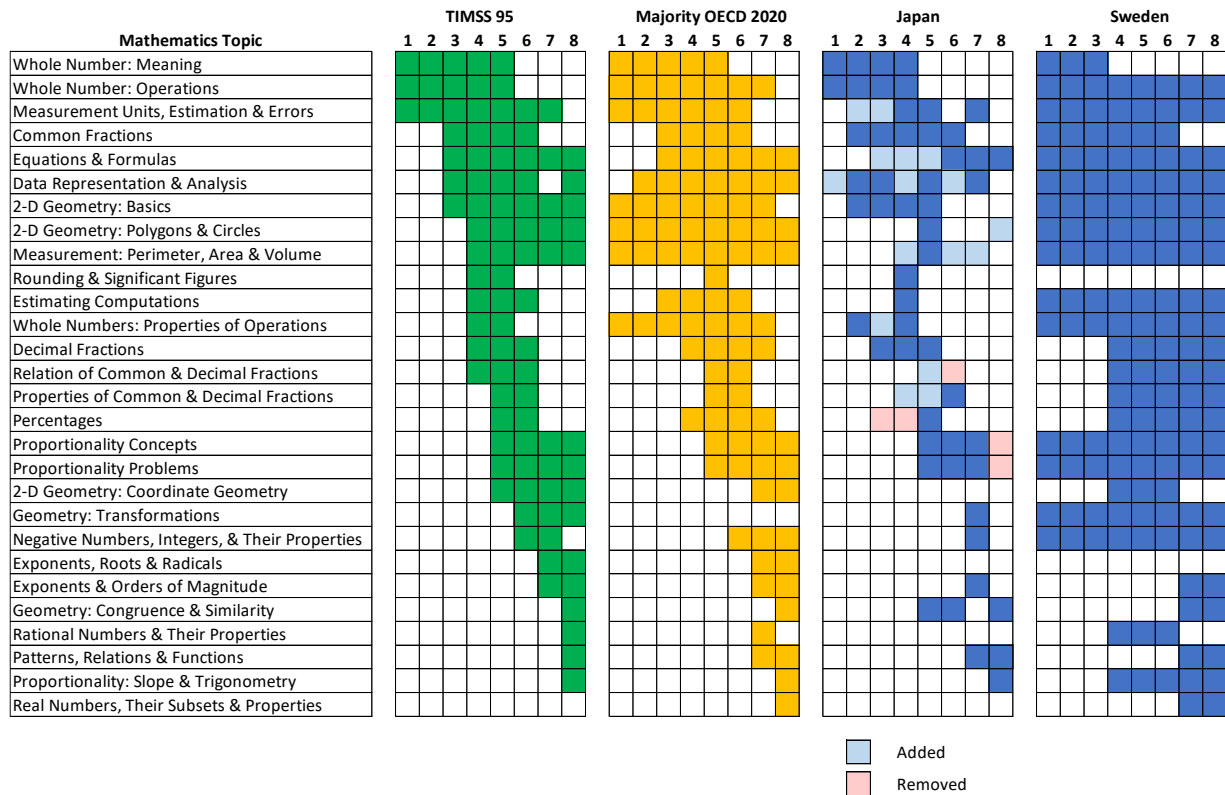 TIMSS 95 Majority OECD 2020 Japan Sweden
Mathematics Topic 1 2 3 4 5 6 7 8 1 2 3 4 5 6 7 8 1 2 3 4 5 6 7 8 1 2 3 4 5 6 7 8
Whole Number: Meaning
Whole Number: Operations
Measurement Units, Estimation & Errors
Common Fractions
Equations & Formulas
Data Representation & Analysis
2-D Geometry: Basics
2-D Geometry: Polygons & Circles
Measurement: Perimeter, Area & Volume
Rounding & Significant Figures
Estimating Computations
Whole Numbers: Properties of Operations
Decimal Fractions
Relation of Common & Decimal Fractions
Properties of Common & Decimal Fractions
Percentages
Proportionality Concepts
Proportionality Problems
2-D Geometry: Coordinate Geometry
Geometry: Transformations
Negative Numbers, Integers, & Their Properties
Exponents, Roots & Radicals
Exponents & Orders of Magnitude
Geometry: Congruence & Similarity
Rational Numbers & Their Properties
Patterns, Relations & Functions
Proportionality: Slope & Trigonometry
Real Numbers, Their Subsets & Properties
Added
Removed